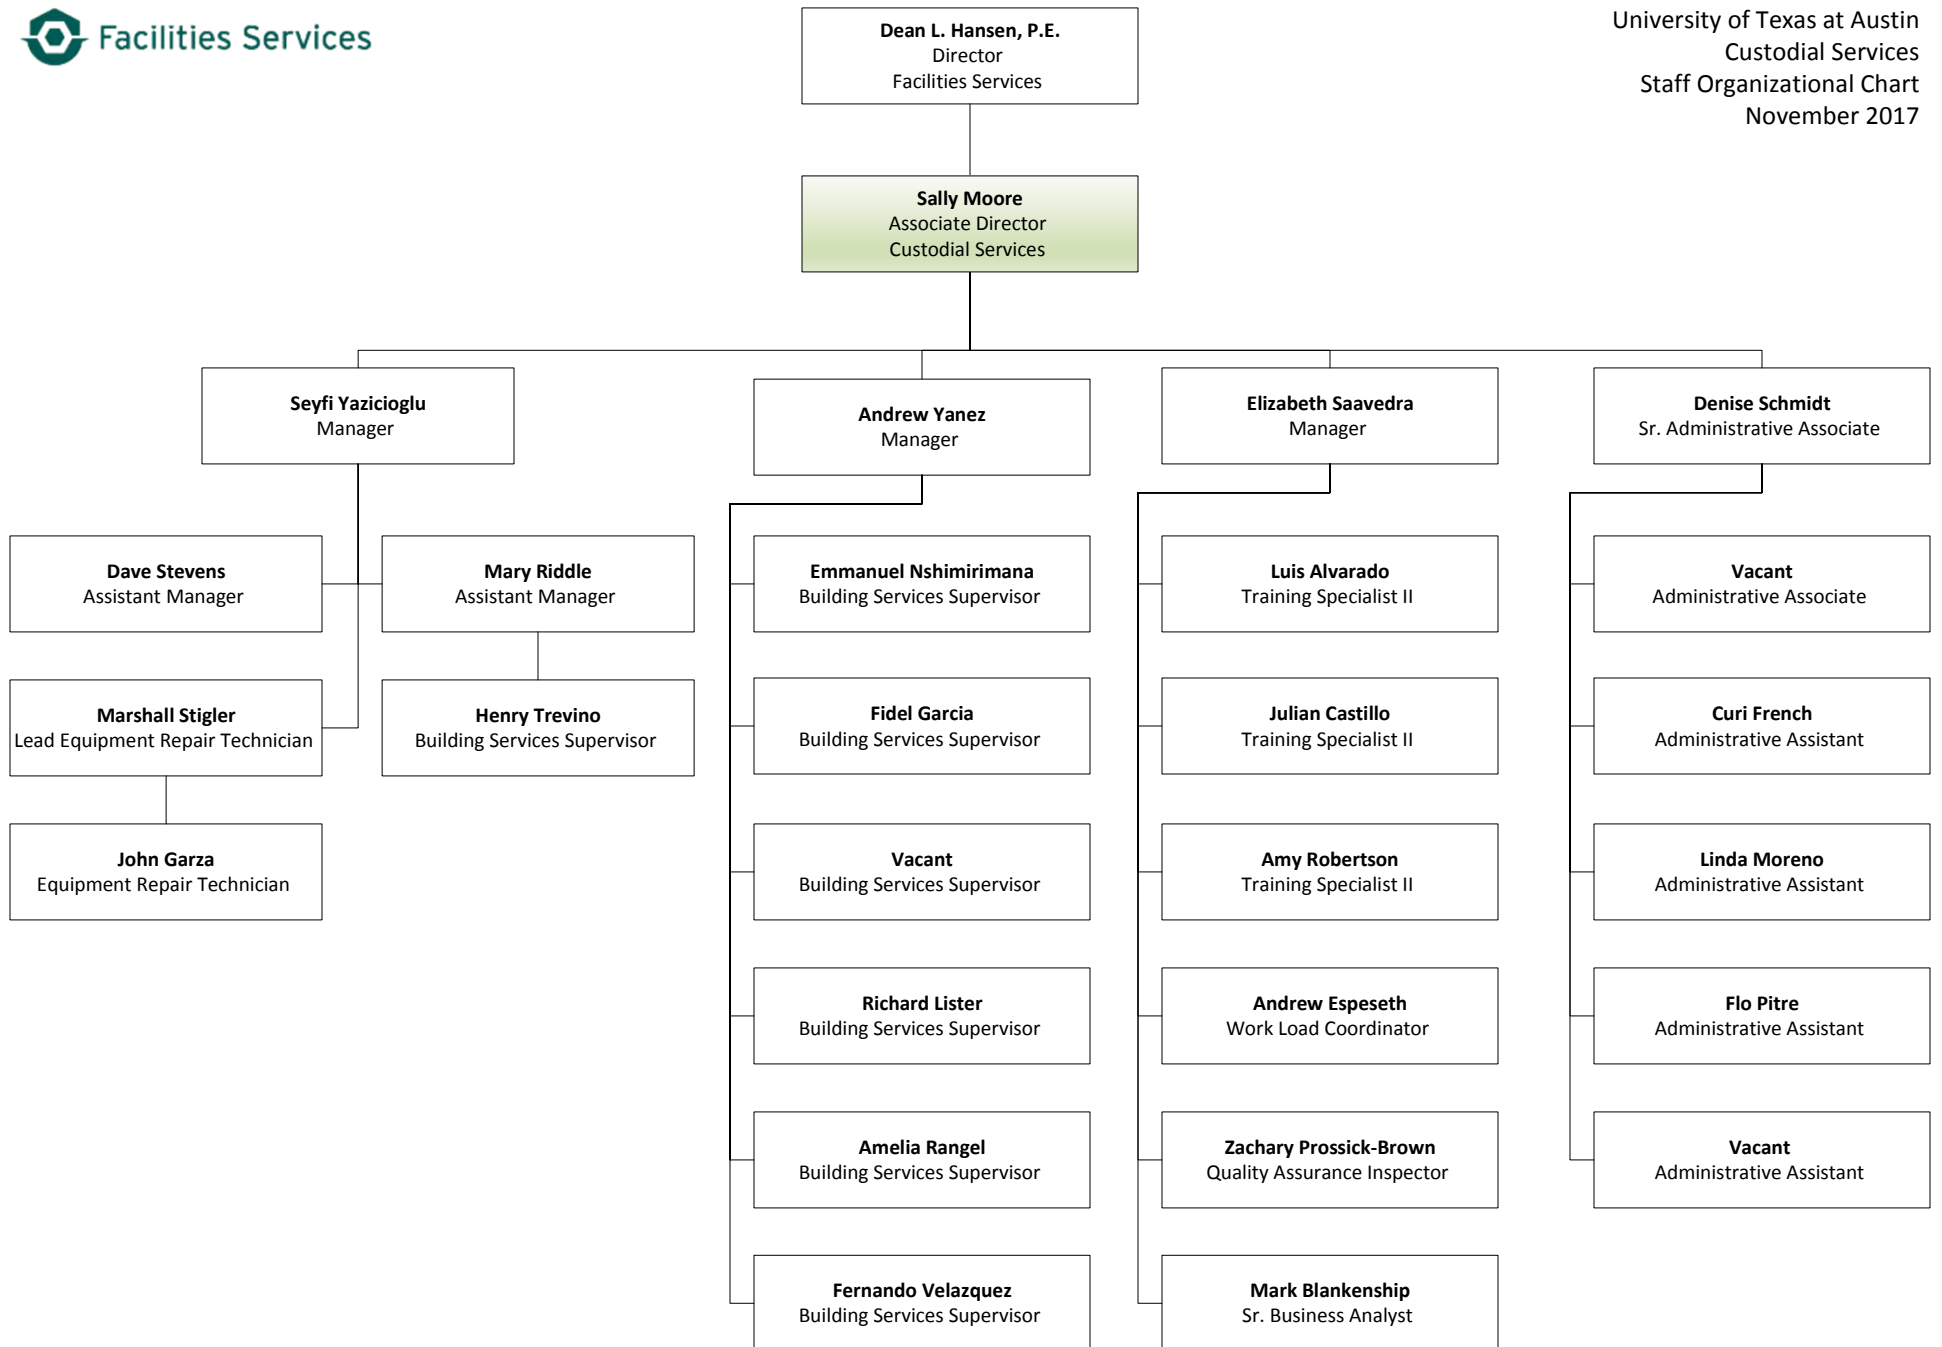 Facilities Services
University of Texas at Austin
Custodial Services
Staff Organizational Chart
November 2017
Dean L. Hansen, P.E.
Director
Facilities Services
Sally Moore
Associate Director
Custodial Services
Seyfi Yazicioglu
Manager
Andrew Yanez
Manager
Elizabeth Saavedra
Manager
Denise Schmidt
Sr. Administrative Associate
Dave Stevens
Assistant Manager
Mary Riddle
Assistant Manager
Marshall Stigler
Lead Equipment Repair Technician
Henry Trevino
Building Services Supervisor
John Garza
Equipment Repair Technician
Emmanuel Nshimirimana
Building Services Supervisor
Fidel Garcia
Building Services Supervisor
Vacant
Building Services Supervisor
Richard Lister
Building Services Supervisor
Amelia Rangel
Building Services Supervisor
Fernando Velazquez
Building Services Supervisor
Luis Alvarado
Training Specialist II
Julian Castillo
Training Specialist II
Amy Robertson
Training Specialist II
Andrew Espeseth
Work Load Coordinator
Zachary Prossick-Brown
Quality Assurance Inspector
Mark Blankenship
Sr. Business Analyst
Vacant
Administrative Associate
Curi French
Administrative Assistant
Linda Moreno
Administrative Assistant
Flo Pitre
Administrative Assistant
Vacant
Administrative Assistant